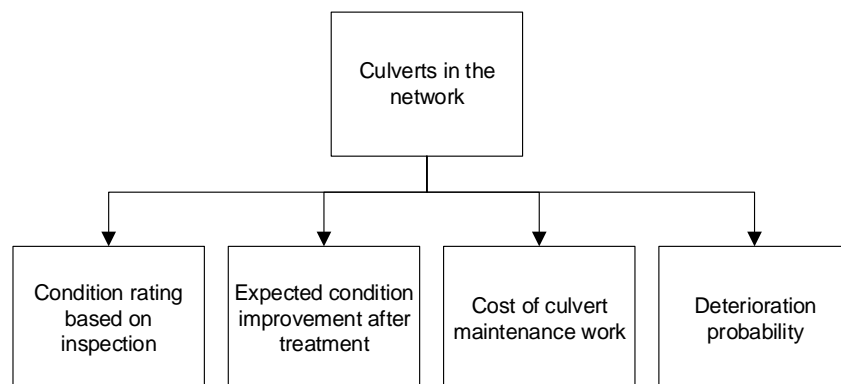 Culverts in the
network
Condition rating
based on
inspection
Expected condition
improvement after
treatment
Cost of culvert
maintenance work
Deterioration
probability